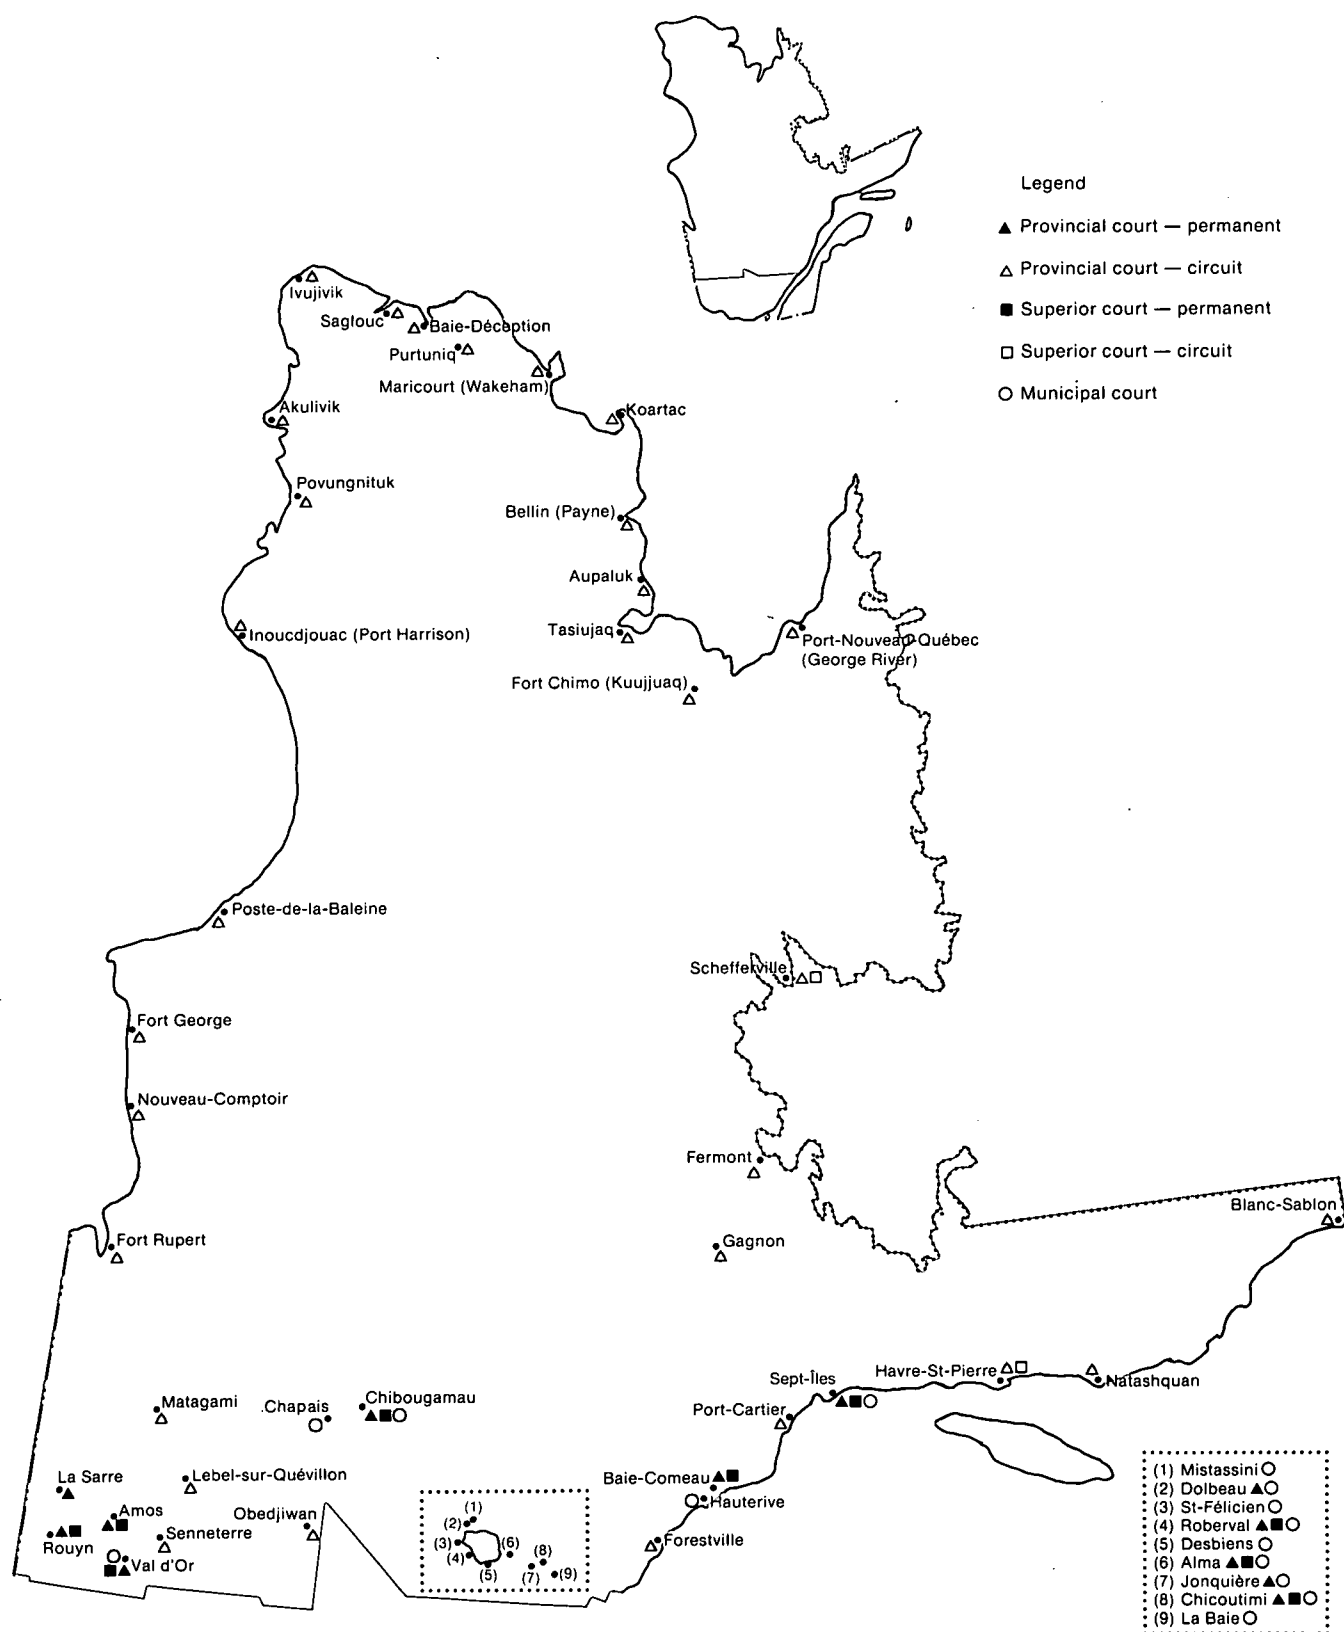 Legend
Provincial court — permanent
Provincial court — circuit
Superior court — permanent
Superior court — circuit
Municipal court
Ivujivik
Saglouc
Baie-Déception
Purtuniq
Maricourt (Wakeham)
Akulivik
Koartac
Povungnituk
Bellin (Payne)
Aupaluk
Inoucdjouac (Port Harrison)
Tasiujaq
Port-Nouveau-Québec
(George River)
Fort Chimo (Kuujjuaq)
Poste-de-la-Baleine
Schefferville
Fort George
Nouveau-Comptoir
Fermont
Blanc-Sablon
Fort Rupert
Gagnon
Havre-St-Pierre
Sept-Îles
Natashquan
Matagami
Chapais
Chibougamau
Port-Cartier
La Sarre
Lebel-sur-Quévillon
Baie-Comeau
Hauterive
Amos
Obedjiwan
Rouyn
Senneterre
Forestville
Val d'Or
(1)
(2)
(3)
(4)
(5)
(6)
(7)
(8)
(9)
(1) Mistassini
(2) Dolbeau
(3) St-Félicien
(4) Roberval
(5) Desbiens
(6) Alma
(7) Jonquière
(8) Chicoutimi
(9) La Baie